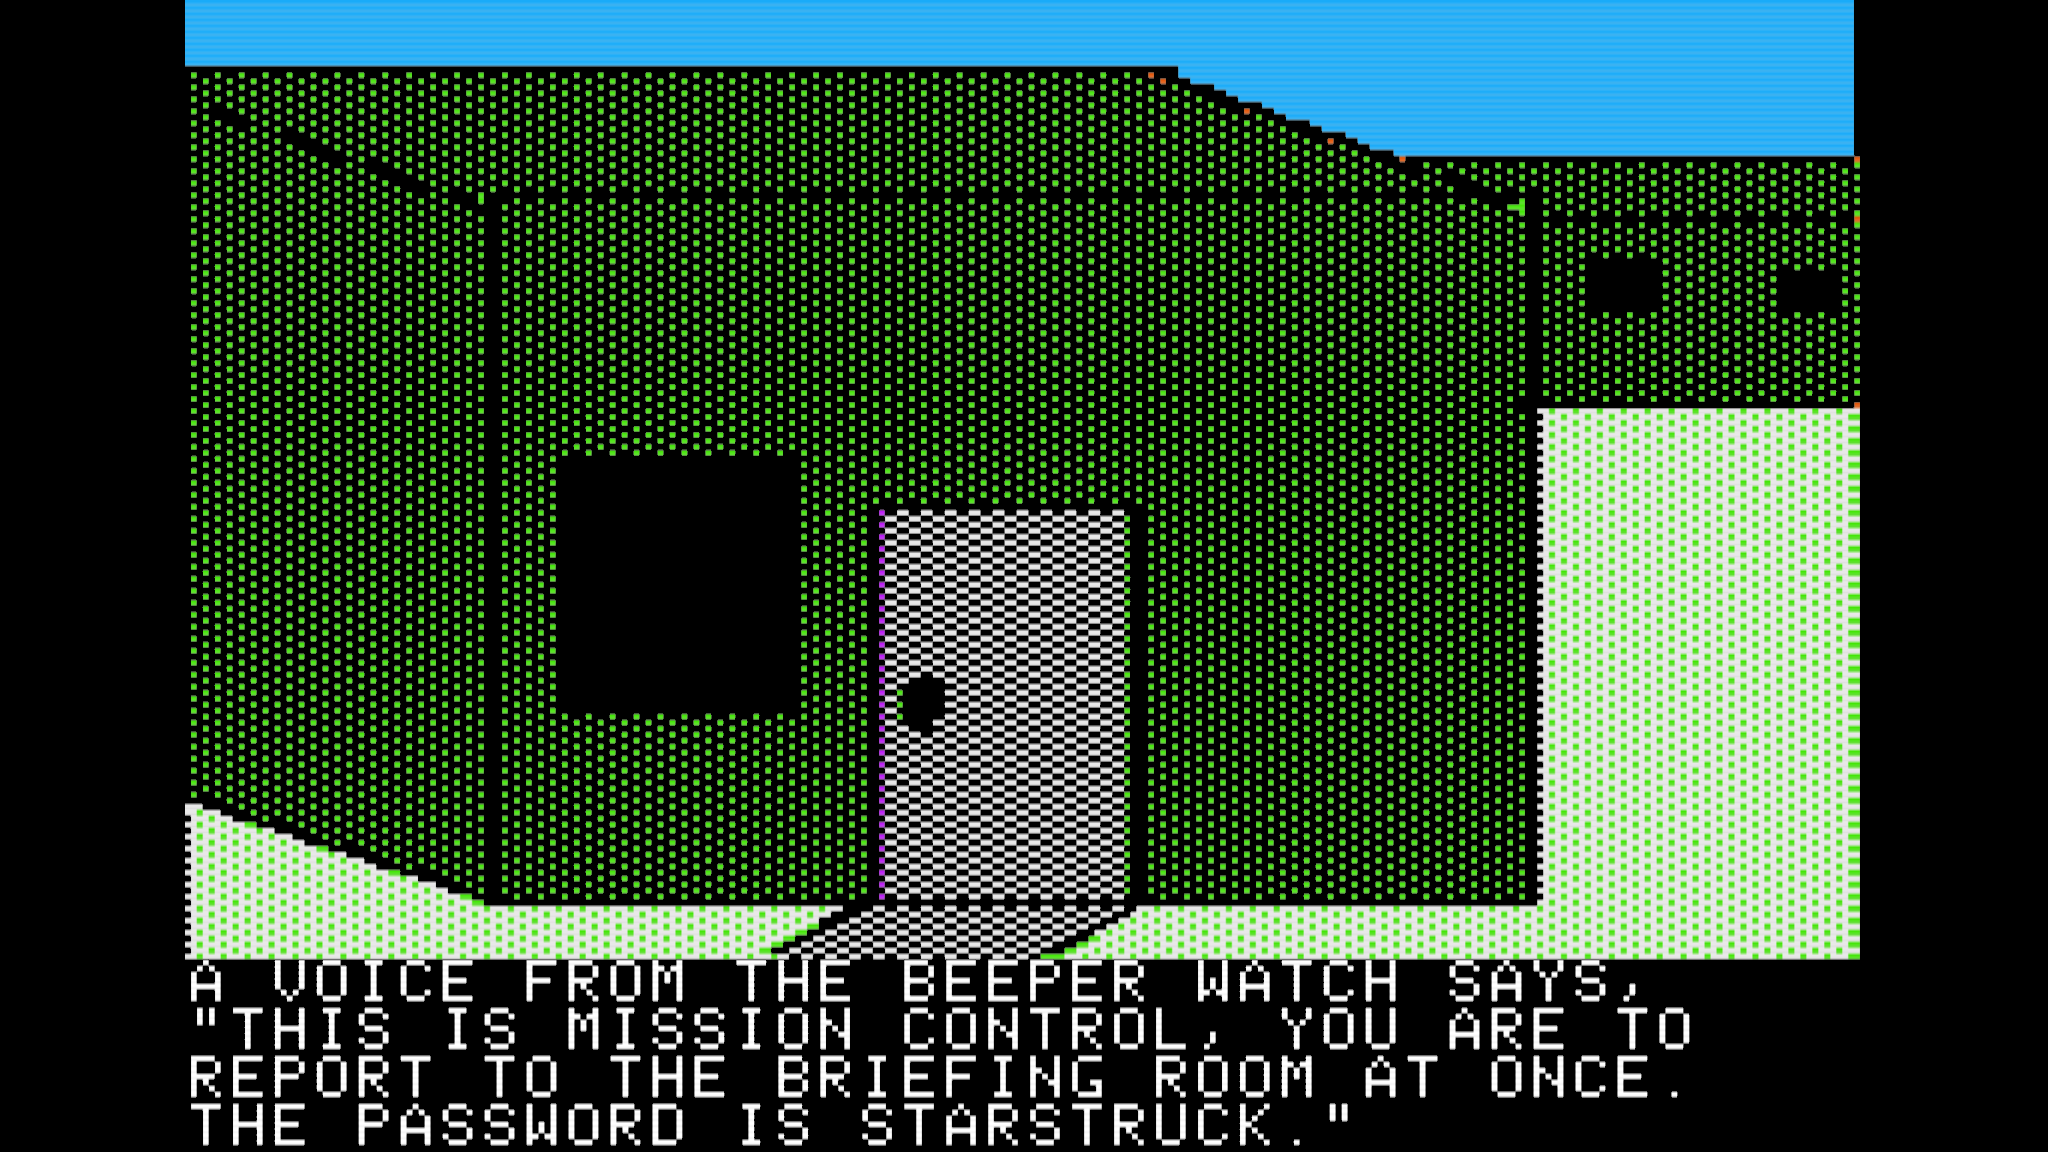 A VOICE FROM THE BEEPER WATCH SAYS,
"THIS IS MISSION CONTROL, YOU ARE TO
REPORT TO THE BRIEFING ROOM AT ONCE.
THE PASSWORD IS STARSTRUCK."